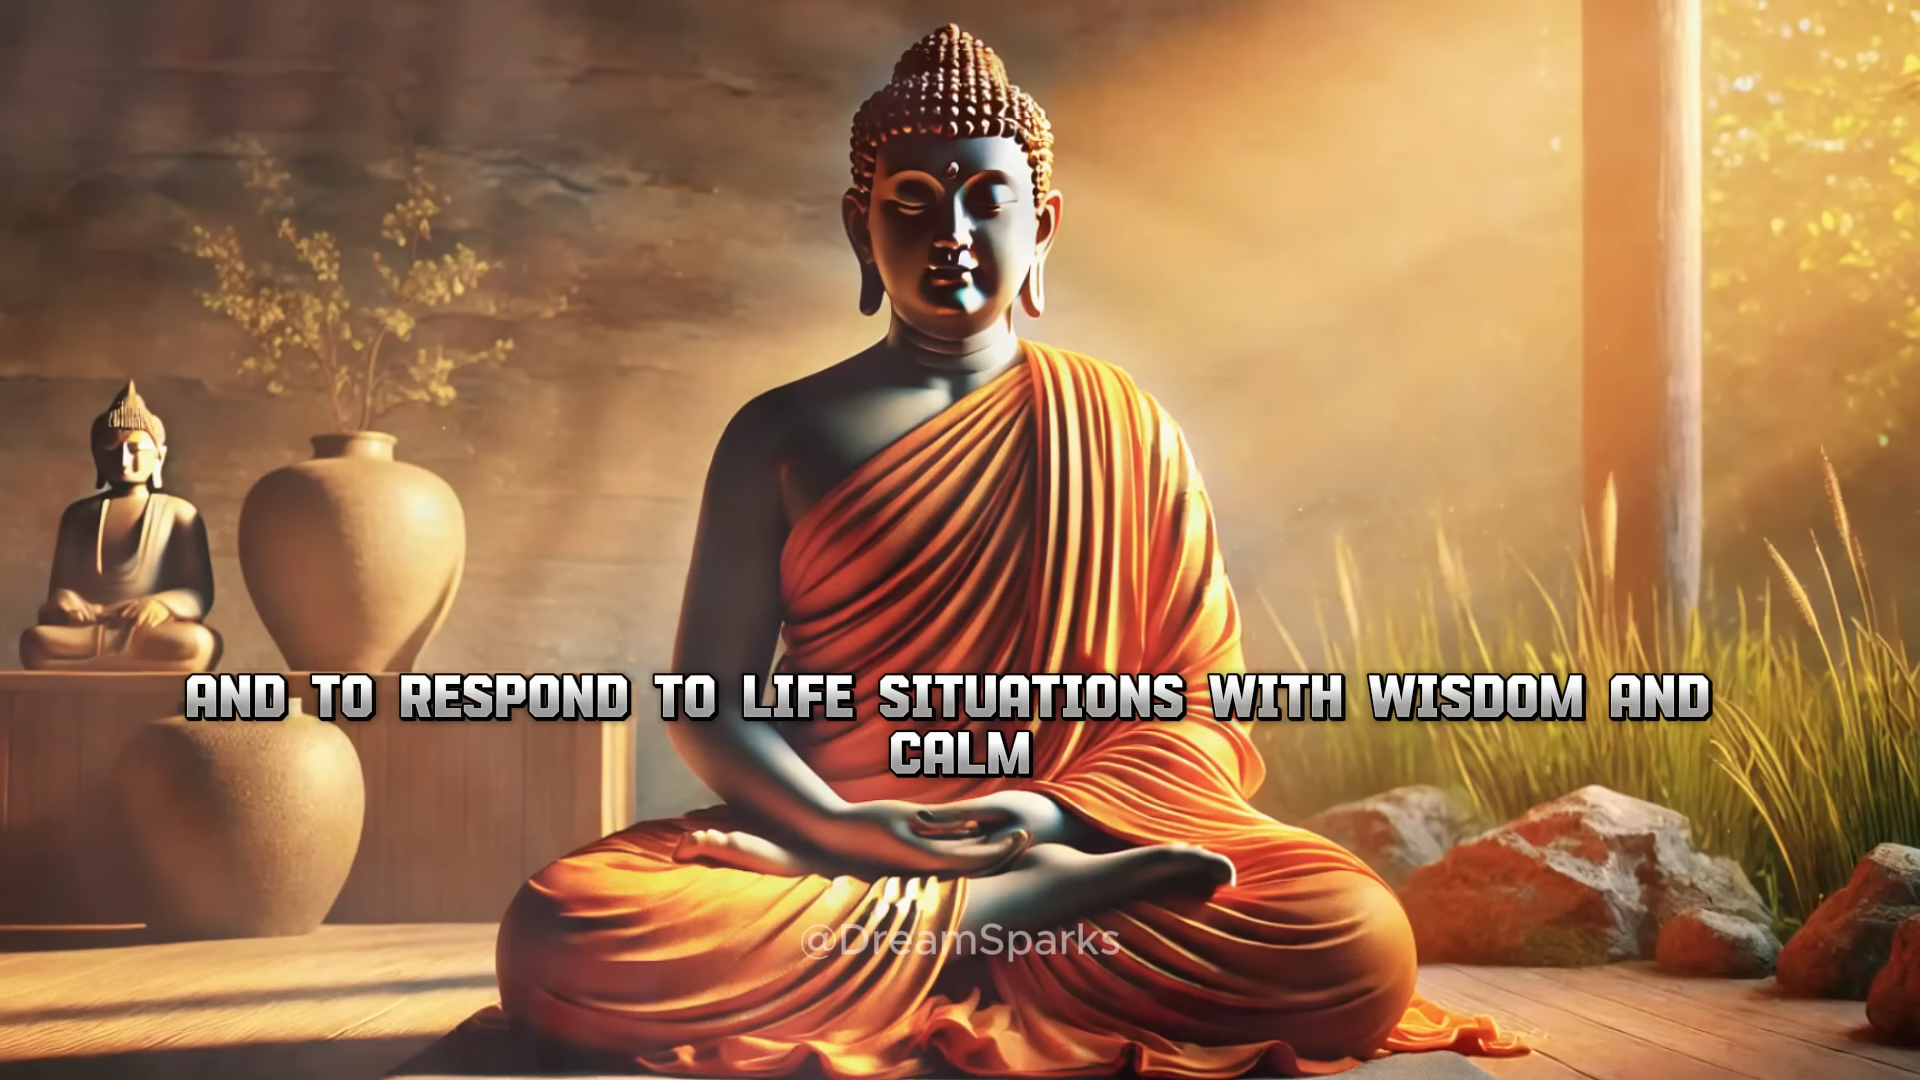 AND TO RESPOND TO LIFE SITUATIONS WITH WISDOM AND
CALM
@DreamSparks